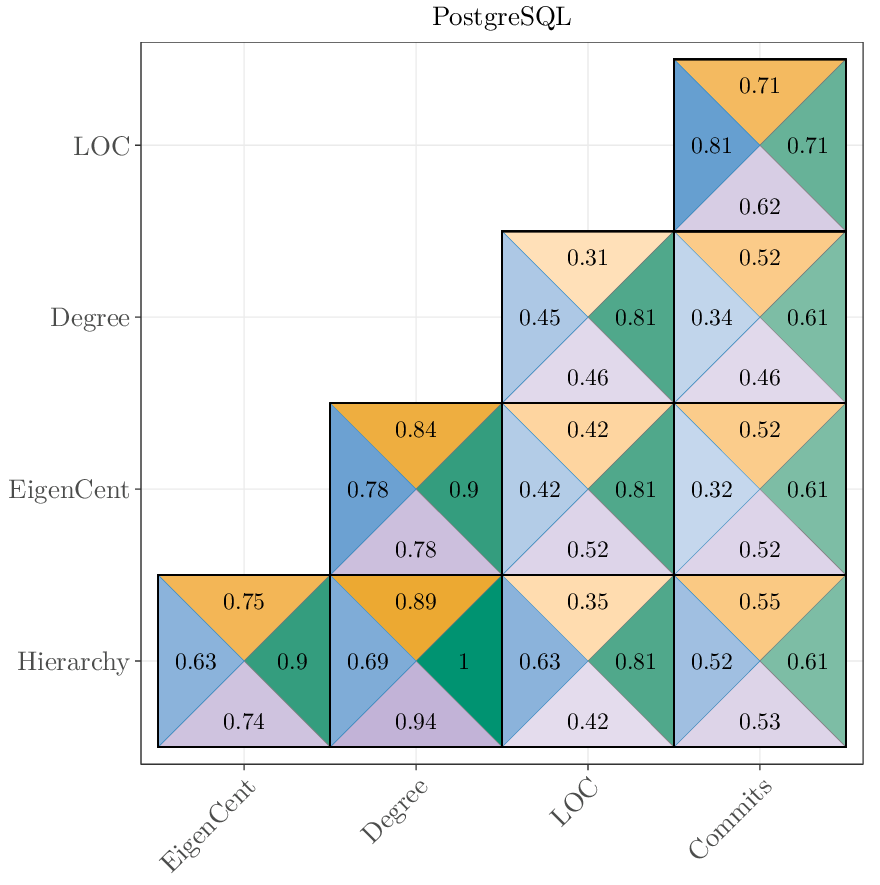 PostgreSQL
LOC
0.71
0.81 0.71
0.62
Degree
0.31 0.52
0.45 0.81 0.34 0.61
0.46 0.46
EigenCent
0.84 0.42 0.52
0.78 0.9 0.42 0.81 0.32 0.61
0.78 0.52 0.52
Hierarchy
0.75 0.89 0.35 0.55
0.63 0.9 0.69 1 0.63 0.81 0.52 0.61
0.74 0.94 0.42 0.53
EigenCent
Degree
LOC
Commits